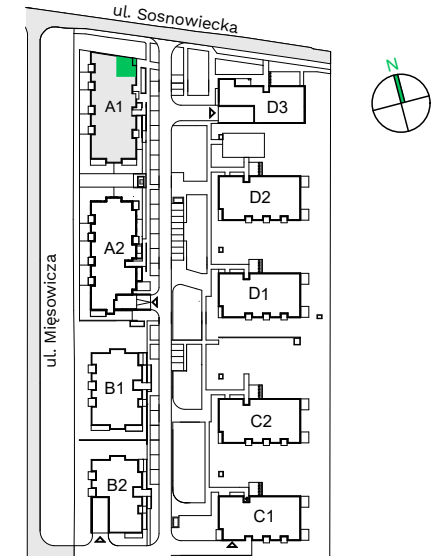 ul. Sosnowiecka
N
A1
D3
D2
A2
ul. Mięsowicza
D1
B1
C2
B2
C1